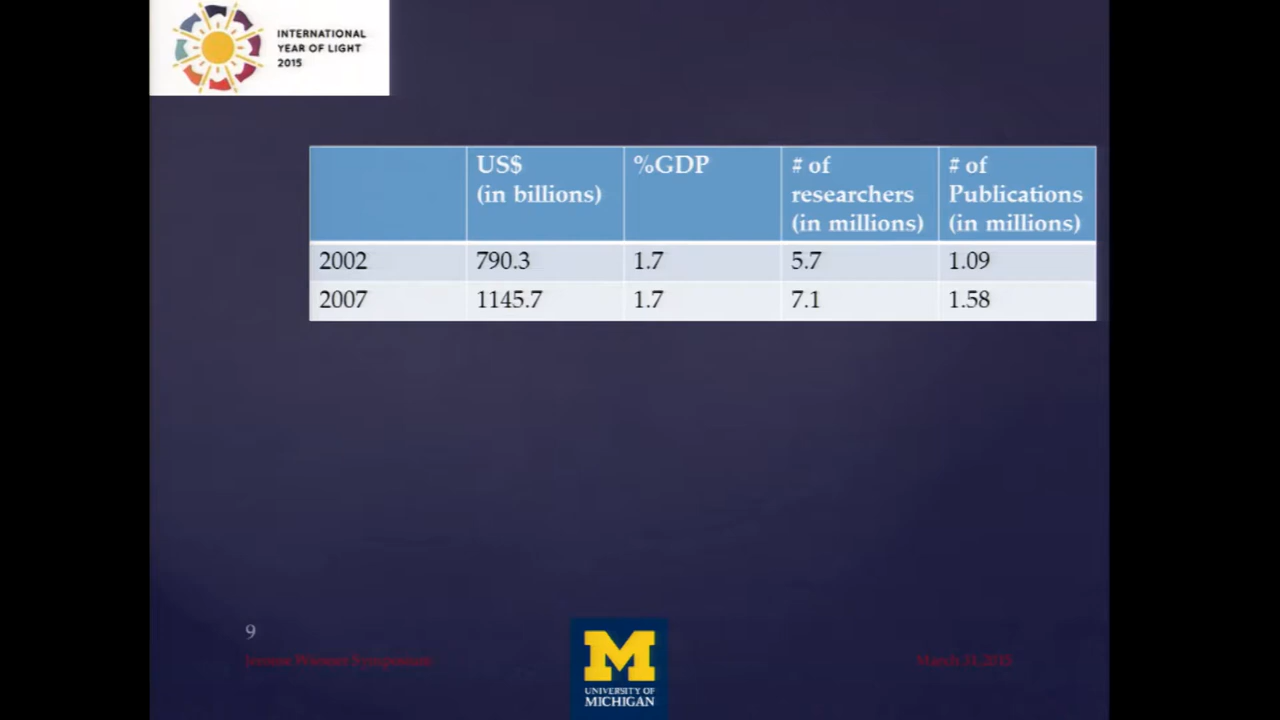 INTERNATIONAL
YEAR OF LIGHT
2015
US$ %GDP # of # of
(in billions) researchers Publications
(in millions) (in millions)
2002 790.3 1.7 5.7 1.09
2007 1145.7 1.7 7.1 1.58
9
Symposium March 31, 2015
M
UNIVERSITY OF
MICHIGAN